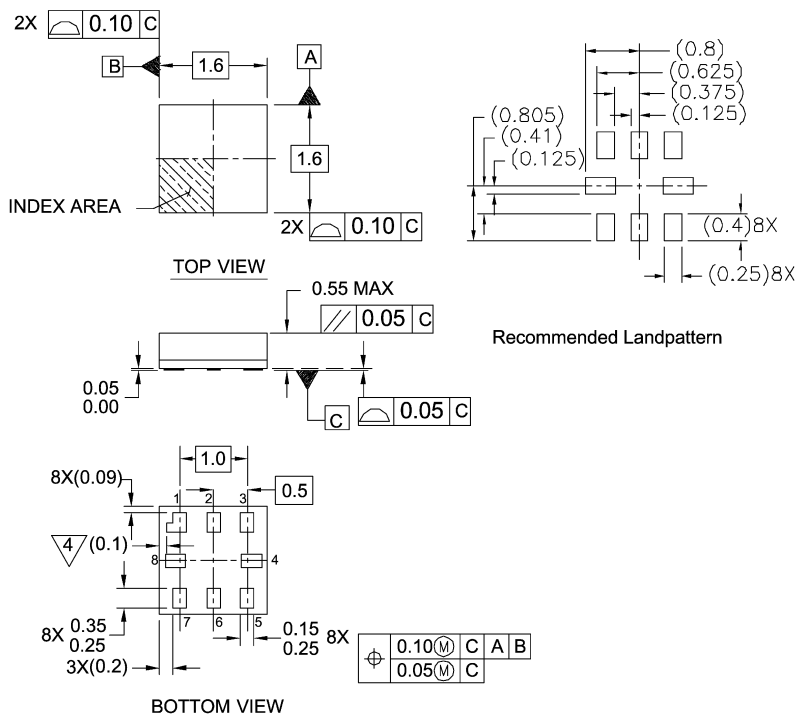 2X 0.10 C
B 1.6 A
1.6
INDEX AREA
2X 0.10 C
TOP VIEW
(0.8)
(0.625)
(0.375)
(0.125)
(0.805)
(0.41)
(0.125)
(0.4)8X
(0.25)8X
Recommended Landpattern
0.55 MAX
0.05 C
0.05
0.00
C
0.05 C
1.0
8X(0.09)
1 2 3
0.5
4 (0.1)
8 4
7 6 5
8X 0.35
0.25
0.15 8X
0.25
3X(0.2)
0.10 M C A B
0.05 M C
BOTTOM VIEW